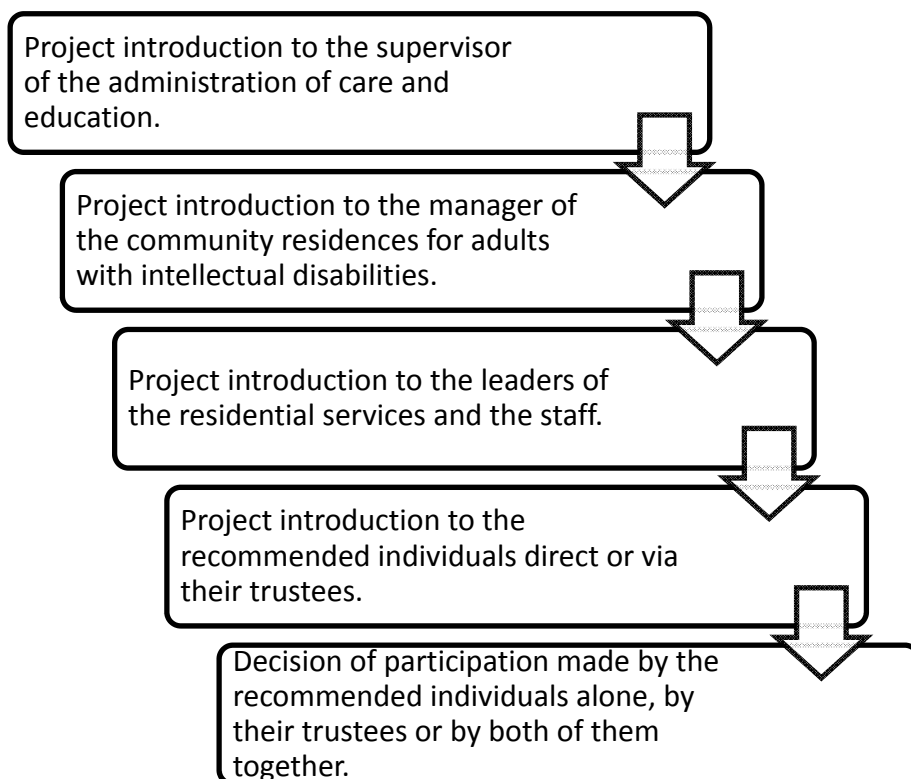 Project introduction to the supervisor
of the administration of care and
education.
Project introduction to the manager of
the community residences for adults
with intellectual disabilities.
Project introduction to the leaders of
the residential services and the staff.
Project introduction to the
recommended individuals direct or via
their trustees.
Decision of participation made by the
recommended individuals alone, by
their trustees or by both of them
together.